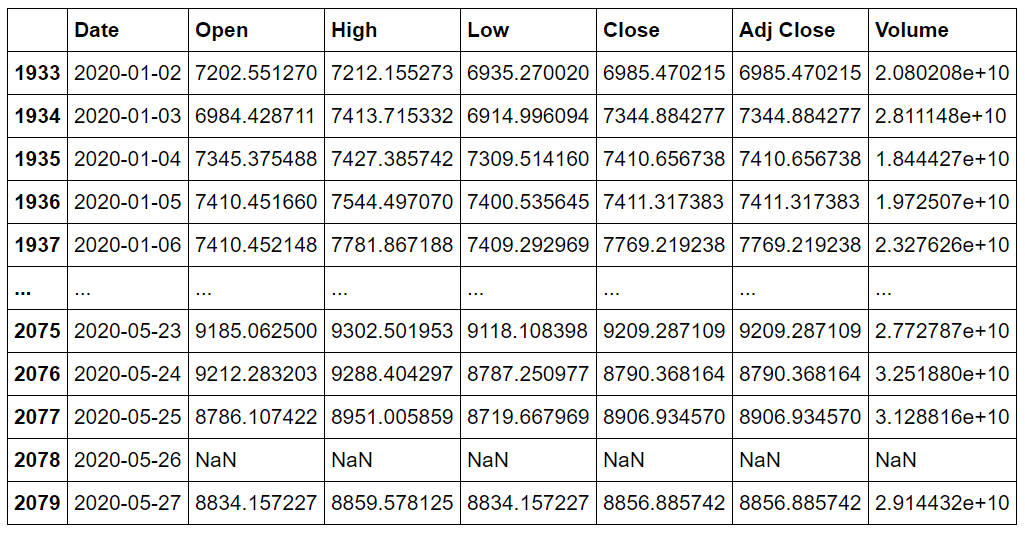 Date Open High Low Close Adj Close Volume
1933 2020-01-02 7202.551270 7212.155273 6935.270020 6985.470215 6985.470215 2.080208e+10
1934 2020-01-03 6984.428711 7413.715332 6914.996094 7344.884277 7344.884277 2.811148e+10
1935 2020-01-04 7345.375488 7427.385742 7309.514160 7410.656738 7410.656738 1.844427e+10
1936 2020-01-05 7410.451660 7544.497070 7400.535645 7411.317383 7411.317383 1.972507e+10
1937 2020-01-06 7410.452148 7781.867188 7409.292969 7769.219238 7769.219238 2.327626e+10
... ... ... ... ... ... ... ...
2075 2020-05-23 9185.062500 9302.501953 9118.108398 9209.287109 9209.287109 2.772787e+10
2076 2020-05-24 9212.283203 9288.404297 8787.250977 8790.368164 8790.368164 3.251880e+10
2077 2020-05-25 8786.107422 8951.005859 8719.667969 8906.934570 8906.934570 3.128816e+10
2078 2020-05-26 NaN NaN NaN NaN NaN NaN
2079 2020-05-27 8834.157227 8859.578125 8834.157227 8856.885742 8856.885742 2.914432e+10